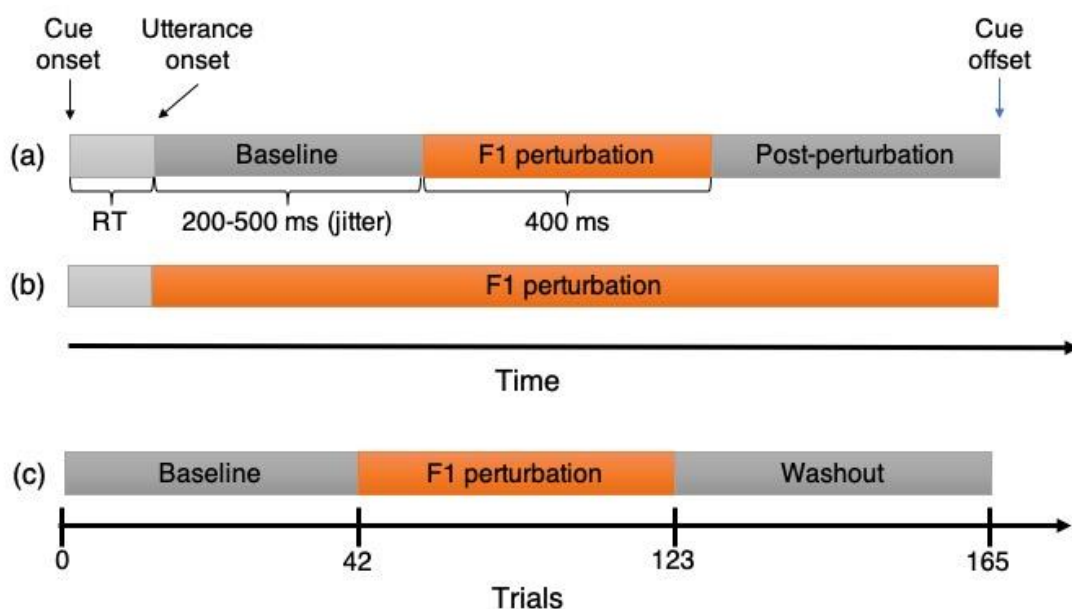 Cue
onset
Utterance
onset
Cue
offset
(a)
Baseline
F1 perturbation
Post-perturbation
RT
200-500 ms (jitter)
400 ms
(b)
F1 perturbation
Time
(c)
Baseline
F1 perturbation
Washout
0
42
123
165
Trials